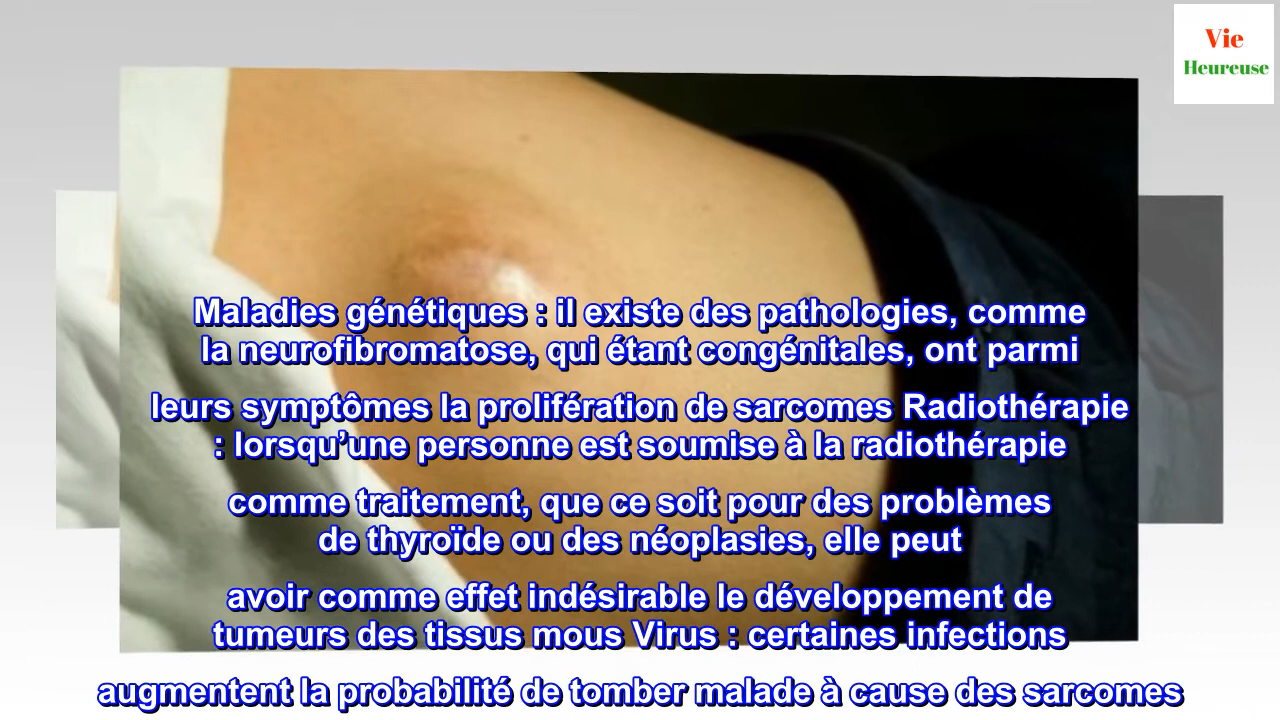 Vie
Heureuse
Maladies génétiques : il existe des pathologies, comme
la neurofibromatose, qui étant congénitales, ont parmi
leurs symptômes la prolifération de sarcomes Radiothérapie
: lorsqu’une personne est soumise à la radiothérapie
comme traitement, que ce soit pour des problèmes
de thyroïde ou des néoplasies, elle peut
avoir comme effet indésirable le développement de
tumeurs des tissus mous Virus : certaines infections
augmentent la probabilité de tomber malade à cause des sarcomes